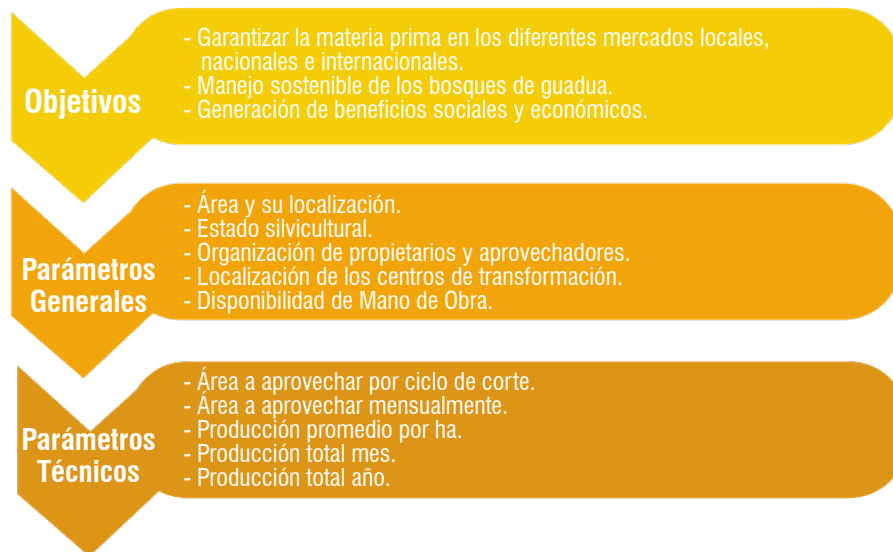 Objetivos
- Garantizar la materia prima en los diferentes mercados locales,
nacionales e internacionales.
- Manejo sostenible de los bosques de guadua.
- Generación de beneficios sociales y económicos.
Parámetros
Generales
- Área y su localización.
- Estado silvicultural.
- Organización de propietarios y aprovechadores.
- Localización de los centros de transformación.
- Disponibilidad de Mano de Obra.
Parámetros
Técnicos
- Área a aprovechar por ciclo de corte.
- Área a aprovechar mensualmente.
- Producción promedio por ha.
- Producción total mes.
- Producción total año.